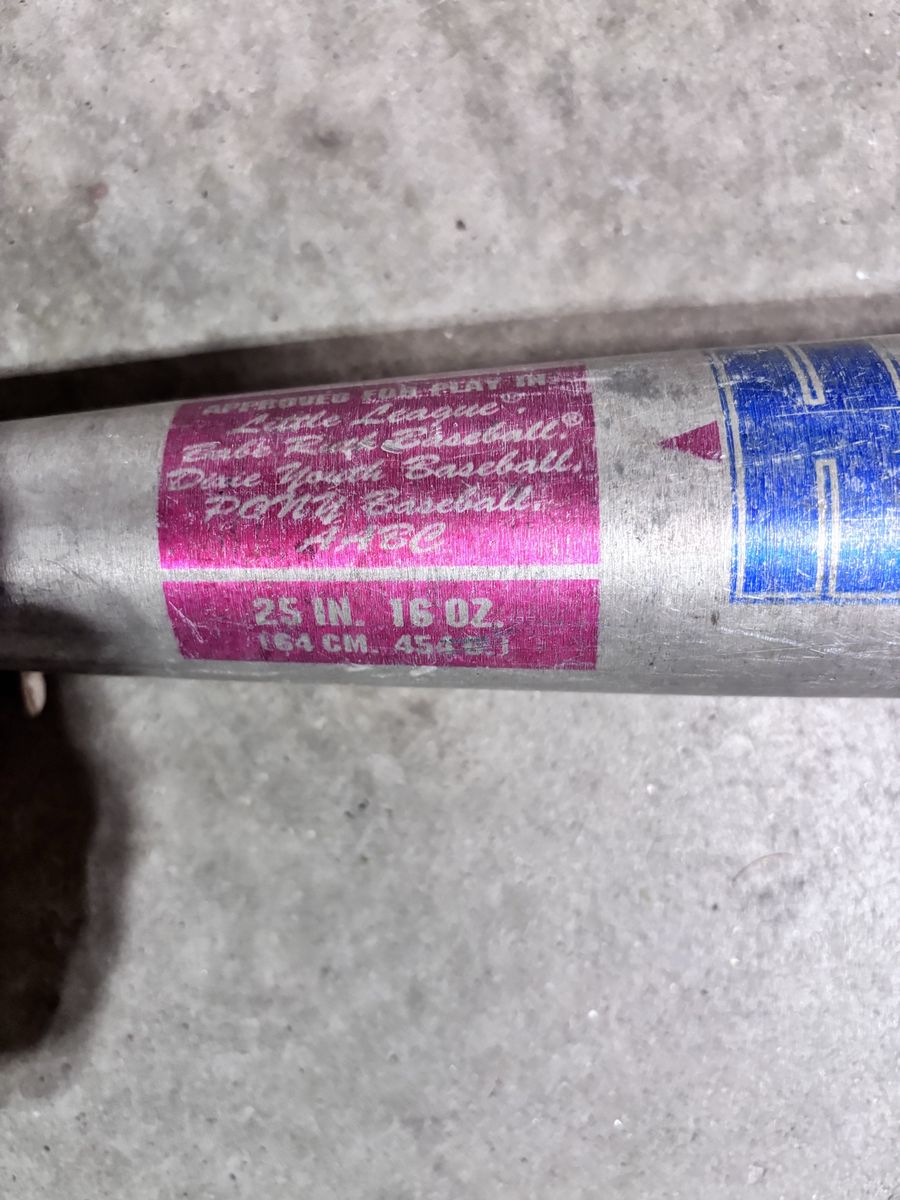 APPROVED FOR PLAY IN:
Little League®,
Babe Ruth Baseball,®
Dixie Youth Baseball,
PONY Baseball,
AABC
25 IN. 16 OZ.
(64 CM. 454 G.)